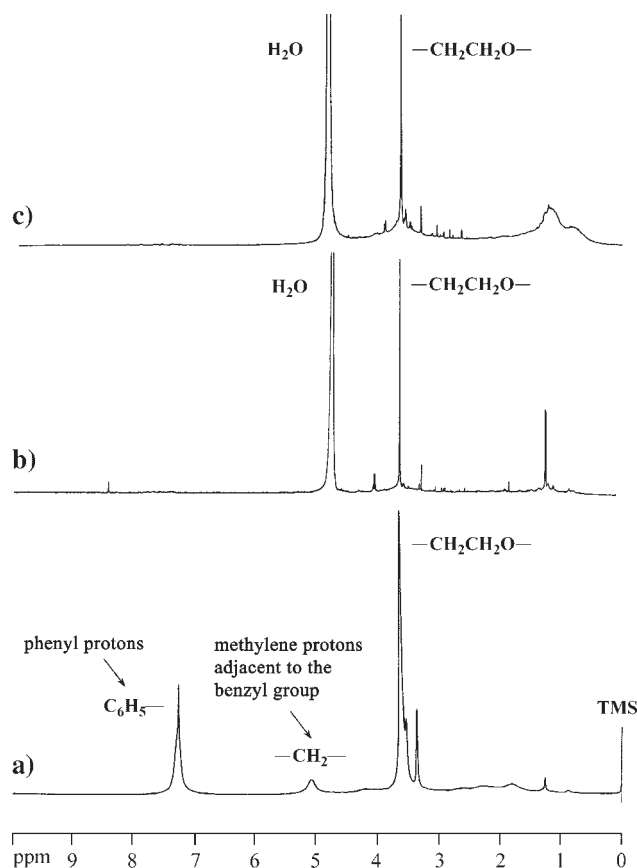 H₂O
—CH₂CH₂O—
c)
H₂O
—CH₂CH₂O—
b)
—CH₂CH₂O—
phenyl protons
C₆H₅—
methylene protons
adjacent to the
benzyl group
—CH₂—
TMS
a)
ppm 9 8 7 6 5 4 3 2 1 0